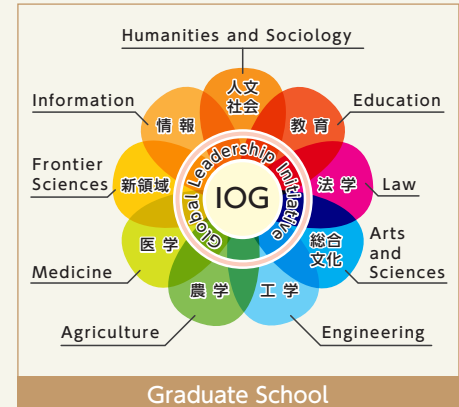 Humanities and Sociology
人文
社会
Information
情報
Education
教育
Frontier
Sciences
新領域
Global Leadership Initiative
IOG
法学
Law
医学
Medicine
総合
文化
Arts
and
Sciences
農学
Agriculture
工学
Engineering
Graduate School